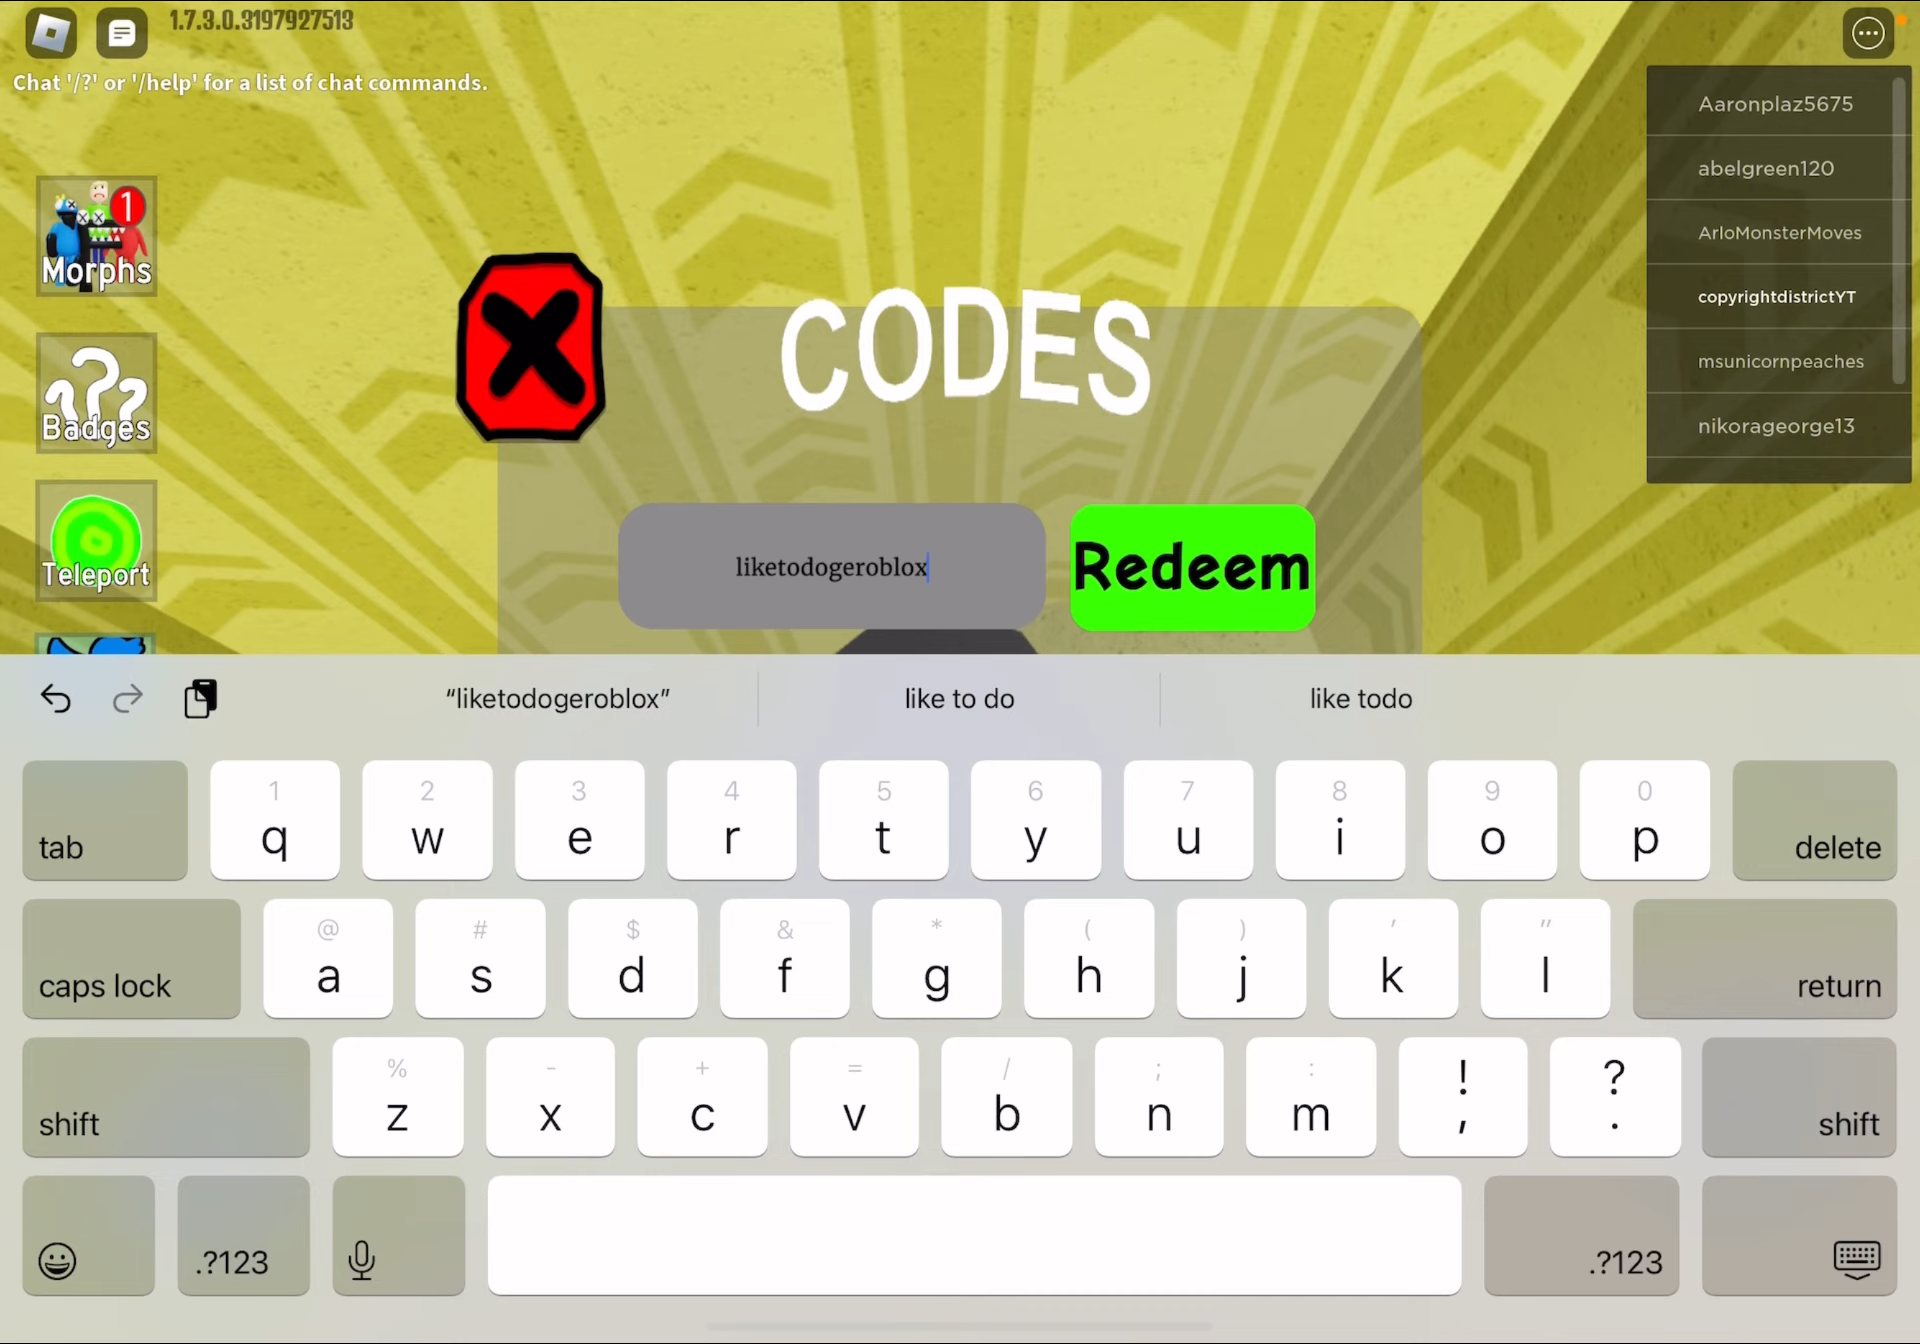 1.7.3.0.3197927513
Chat '/?' or '/help' for a list of chat commands.
Aaronplaz5675
abelgreen120
ArloMonsterMoves
copyrightdistrictYT
msunicornpeaches
nikorageorge13
1
Morphs
???
Badges
Teleport
X
CODES
liketodogeroblox
Redeem
“liketodogeroblox”
like to do
like todo
1 2 3 4 5 6 7 8 9 0
tab q w e r t y u i o p delete
@ # $ & * ( ) ' "
caps lock a s d f g h j k l return
% - + = / ; : ! ?
shift z x c v b n m , . shift
.?123 .?123